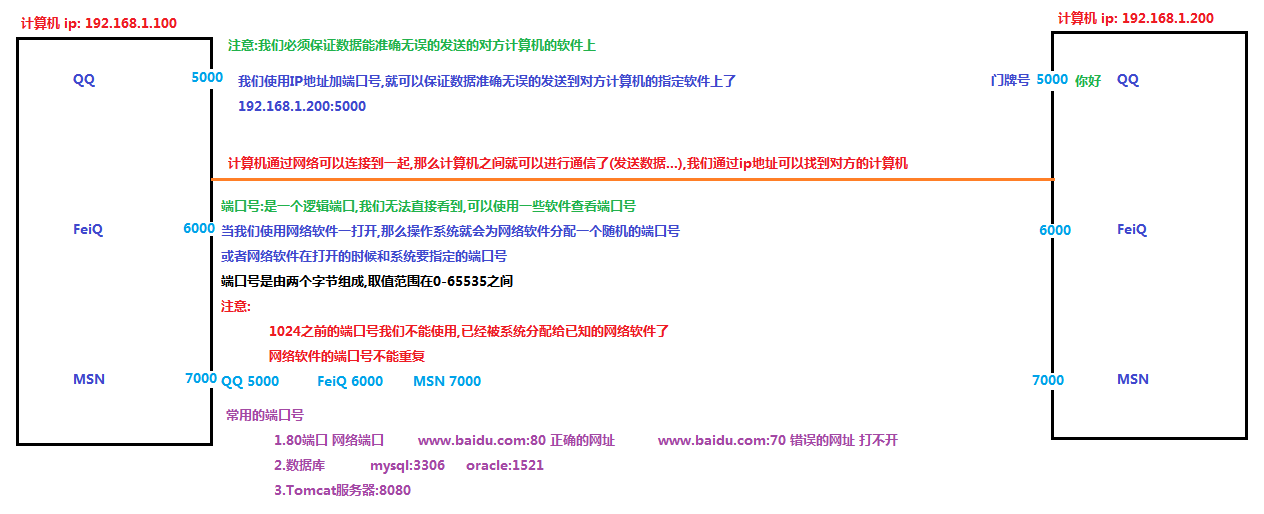 计算机 ip: 192.168.1.100
计算机 ip: 192.168.1.200
注意:我们必须保证数据能准确无误的发送的对方计算机的软件上
QQ 5000 我们使用IP地址加端口号,就可以保证数据准确无误的发送到对方计算机的指定软件上了 门牌号 5000 你好 QQ
192.168.1.200:5000
计算机通过网络可以连接到一起,那么计算机之间就可以进行通信了(发送数据...),我们通过ip地址可以找到对方的计算机
端口号:是一个逻辑端口,我们无法直接看到,可以使用一些软件查看端口号
FeiQ 6000 当我们使用网络软件一打开,那么操作系统就会为网络软件分配一个随机的端口号 6000 FeiQ
或者网络软件在打开的时候和系统要指定的端口号
端口号是由两个字节组成,取值范围在0-65535之间
注意:
1024之前的端口号我们不能使用,已经被系统分配给已知的网络软件了
网络软件的端口号不能重复
MSN 7000 QQ 5000 FeiQ 6000 MSN 7000 7000 MSN
常用的端口号
1.80端口 网络端口 www.baidu.com:80 正确的网址 www.baidu.com:70 错误的网址 打不开
2.数据库 mysql:3306 oracle:1521
3.Tomcat服务器:8080